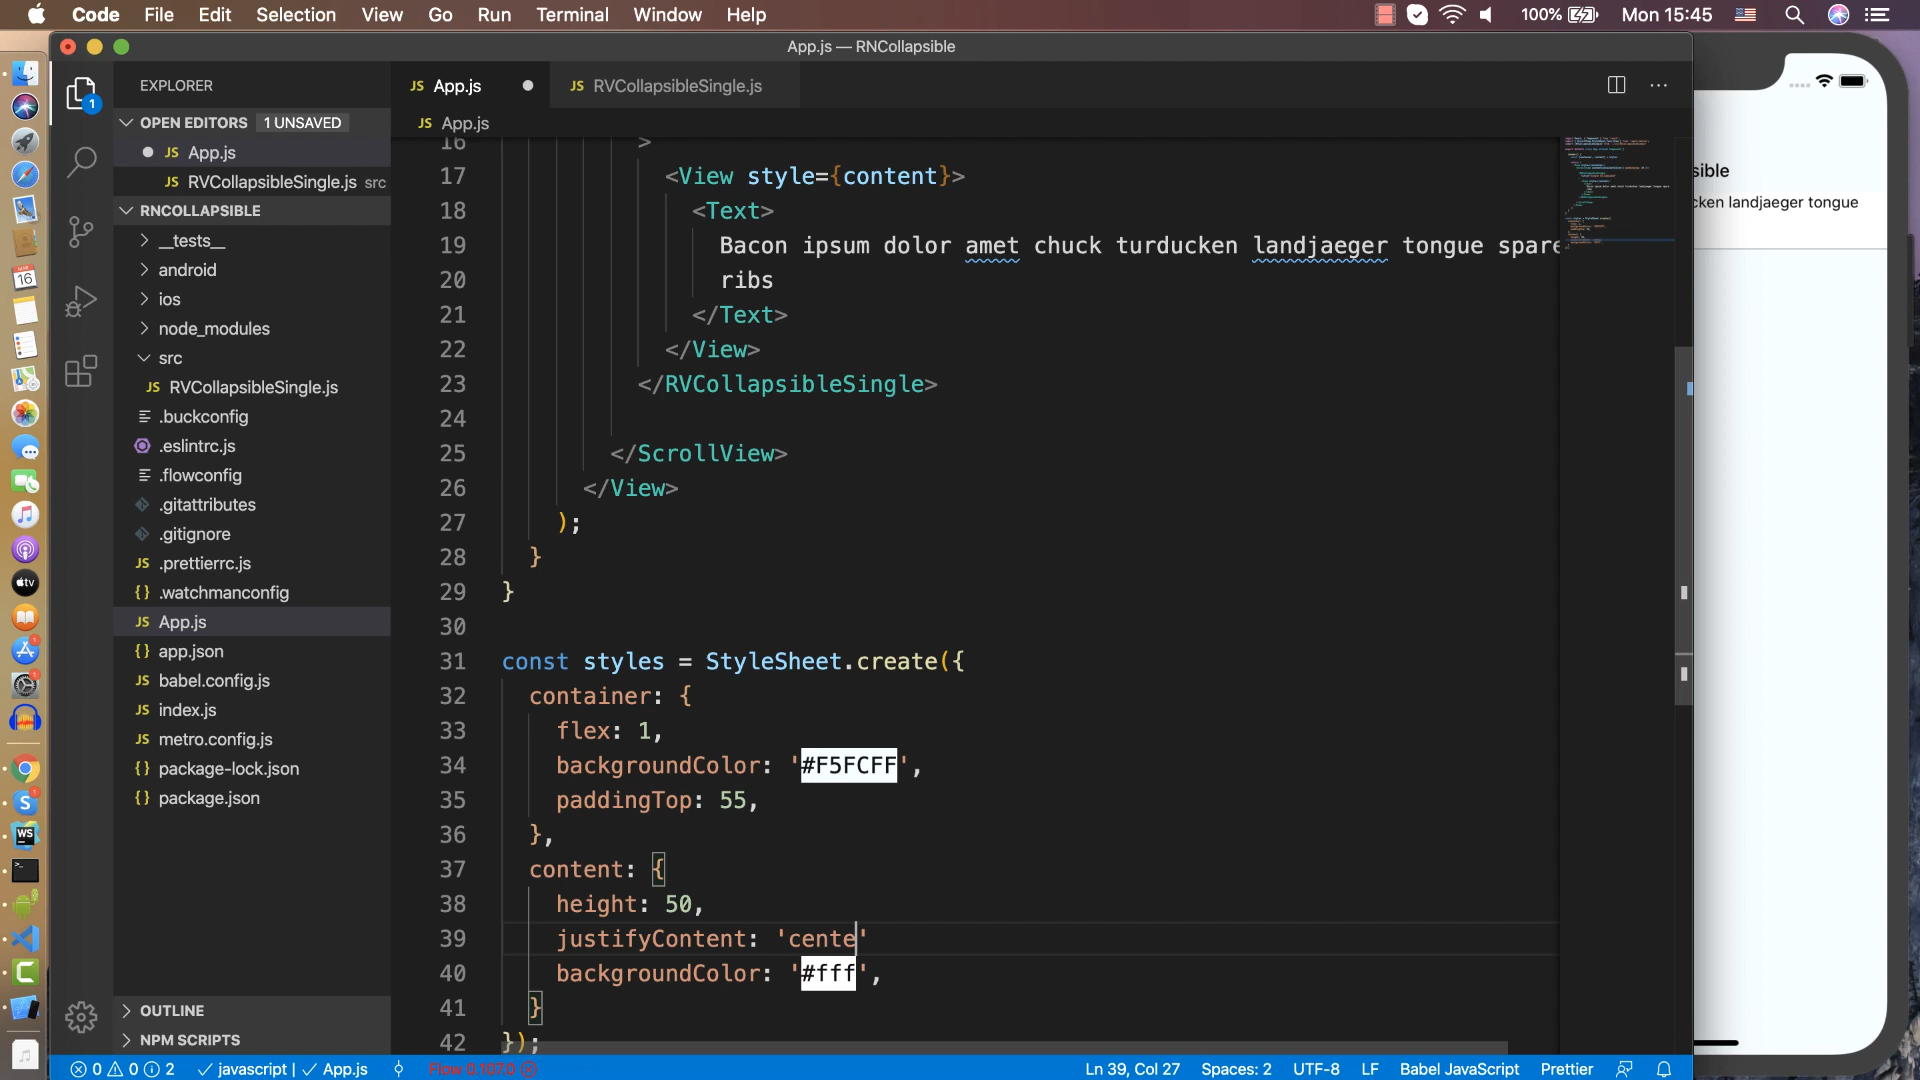 Code File Edit Selection View Go Run Terminal Window Help 100% Mon 15:45
App.js — RNCollapsible
EXPLORER
OPEN EDITORS 1 UNSAVED
JS App.js
JS RVCollapsibleSingle.js src
RNCOLLAPSIBLE
__tests__
android
ios
node_modules
src
JS RVCollapsibleSingle.js
.buckconfig
.eslintrc.js
.flowconfig
.gitattributes
.gitignore
JS .prettierrc.js
{} .watchmanconfig
JS App.js
{} app.json
JS babel.config.js
JS index.js
JS metro.config.js
{} package-lock.json
{} package.json
OUTLINE
NPM SCRIPTS
JS App.js JS RVCollapsibleSingle.js ...
JS App.js
16 >
17 <View style={content}>
18 <Text>
19 Bacon ipsum dolor amet chuck turducken landjaeger tongue spare
20 ribs
21 </Text>
22 </View>
23 </RVCollapsibleSingle>
24
25 </ScrollView>
26 </View>
27 );
28 }
29 }
30
31 const styles = StyleSheet.create({
32 container: {
33 flex: 1,
34 backgroundColor: '#F5FCFF',
35 paddingTop: 55,
36 },
37 content: {
38 height: 50,
39 justifyContent: 'cente'
40 backgroundColor: '#fff',
41 }
42 });
sible
cken landjaeger tongue
0 0 2 javascript | App.js Flow 0.107.0 Ln 39, Col 27 Spaces: 2 UTF-8 LF Babel JavaScript Prettier